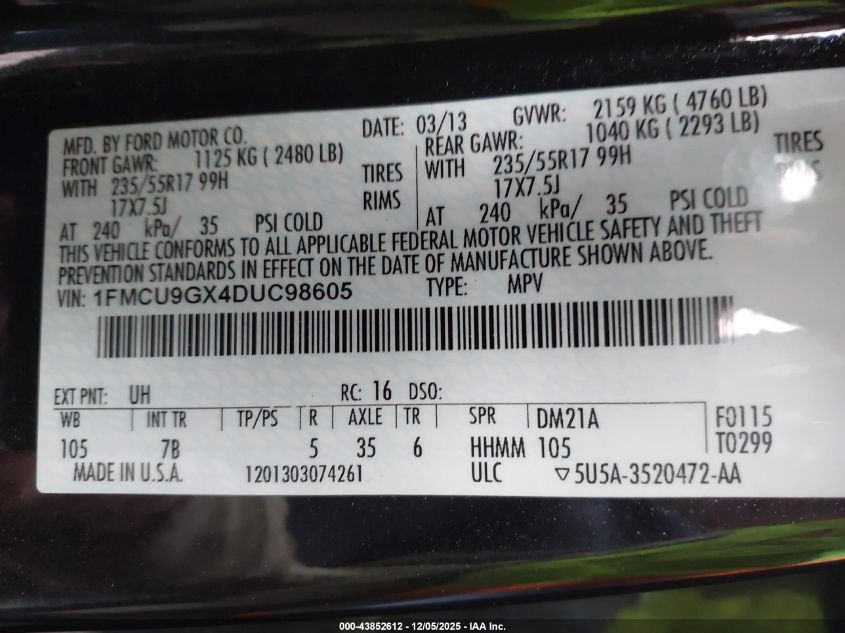 MFD. BY FORD MOTOR CO. DATE: 03/13 GVWR: 2159 KG ( 4760 LB)
FRONT GAWR: 1125 KG ( 2480 LB) REAR GAWR: 1040 KG ( 2293 LB)
WITH 235/55R17 99H TIRES WITH 235/55R17 99H TIRES
17X7.5J RIMS 17X7.5J RIMS
AT 240 kPa/ 35 PSI COLD AT 240 kPa/ 35 PSI COLD
THIS VEHICLE CONFORMS TO ALL APPLICABLE FEDERAL MOTOR VEHICLE SAFETY AND THEFT
PREVENTION STANDARDS IN EFFECT ON THE DATE OF MANUFACTURE SHOWN ABOVE.
VIN: 1FMCU9GX4DUC98605 TYPE: MPV
EXT PNT: UH RC: 16 DSO:
WB INT TR TP/PS R AXLE TR SPR DM21A F0115
105 7B 5 35 6 HHMM 105 T0299
MADE IN U.S.A. 1201303074261 ULC ▽5U5A-3520472-AA
000-43852612 - 12/05/2025 - IAA Inc.